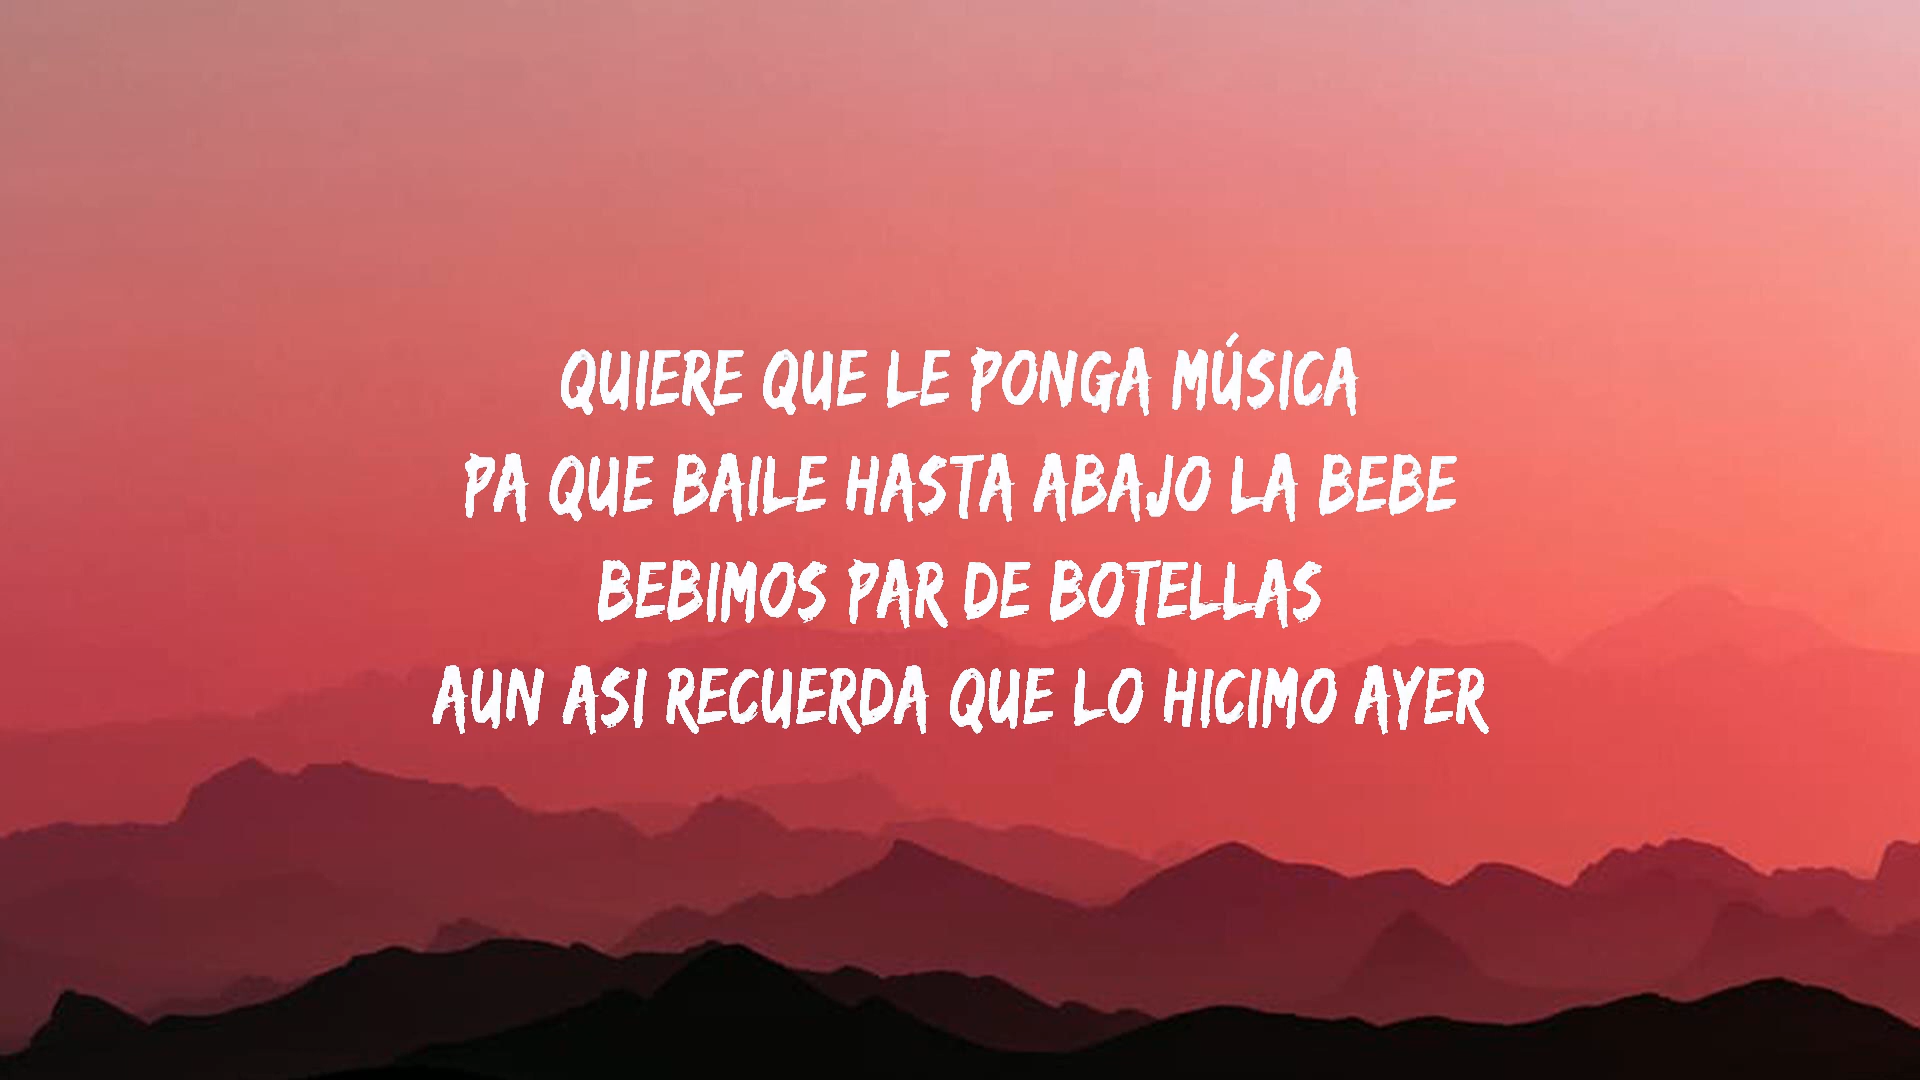 QUIERE QUE LE PONGA MÚSICA
PA QUE BAILE HASTA ABAJO LA BEBE
BEBIMOS PAR DE BOTELLAS
AUN ASI RECUERDA QUE LO HICIMO AYER